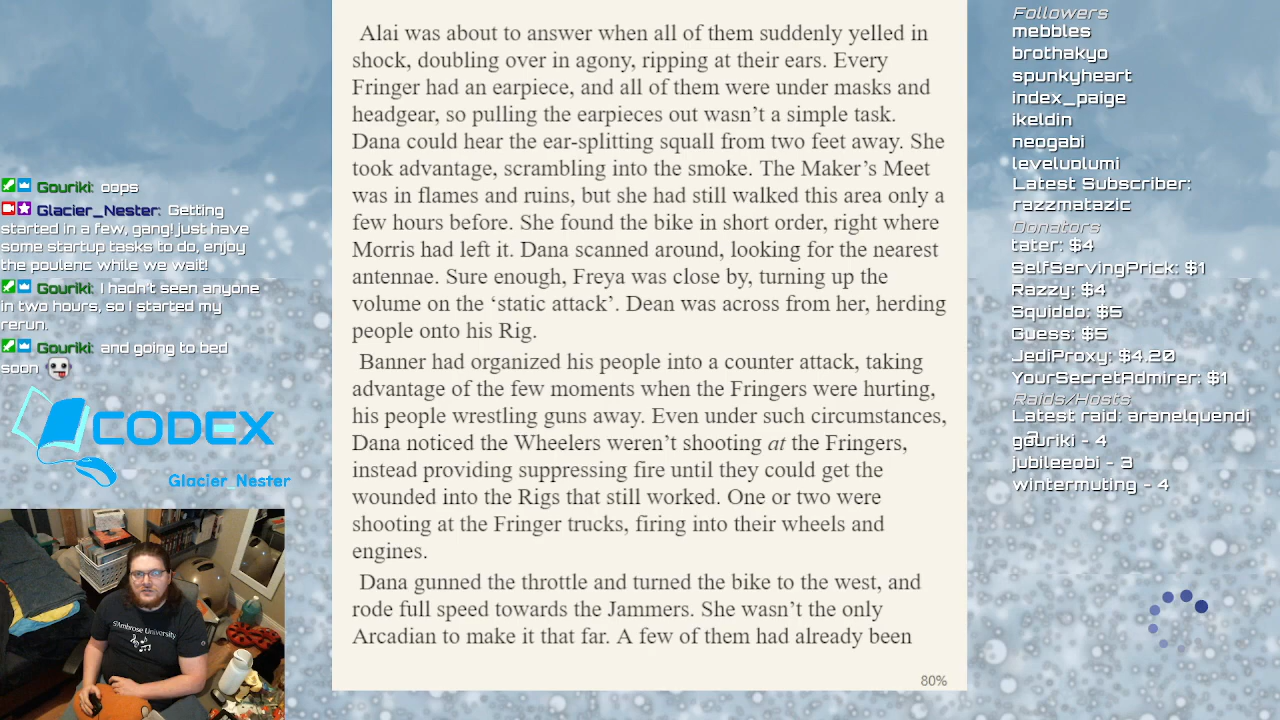 Gouriki: oops
Glacier_Nester: Getting
started in a few, gang! just have
some startup tasks to do, enjoy
the poulenc while we wait!
Gouriki: I hadn't seen anyone
in two hours, so I started my
rerun.
Gouriki: and going to bed
soon
CODEX
Glacier_Nester
St. Ambrose University
Alai was about to answer when all of them suddenly yelled in
shock, doubling over in agony, ripping at their ears. Every
Fringer had an earpiece, and all of them were under masks and
headgear, so pulling the earpieces out wasn’t a simple task.
Dana could hear the ear-splitting squall from two feet away. She
took advantage, scrambling into the smoke. The Maker’s Meet
was in flames and ruins, but she had still walked this area only a
few hours before. She found the bike in short order, right where
Morris had left it. Dana scanned around, looking for the nearest
antennae. Sure enough, Freya was close by, turning up the
volume on the ‘static attack’. Dean was across from her, herding
people onto his Rig.
Banner had organized his people into a counter attack, taking
advantage of the few moments when the Fringers were hurting,
his people wrestling guns away. Even under such circumstances,
Dana noticed the Wheelers weren’t shooting at the Fringers,
instead providing suppressing fire until they could get the
wounded into the Rigs that still worked. One or two were
shooting at the Fringer trucks, firing into their wheels and
engines.
Dana gunned the throttle and turned the bike to the west, and
rode full speed towards the Jammers. She wasn’t the only
Arcadian to make it that far. A few of them had already been
80%
Followers
mebbles
brothakyo
spunkyheart
index_paige
ikeldin
neogabi
leveluolumi
Latest Subscriber:
razzmatazic
Donators
tater: $4
SelfServingPrick: $1
Razzy: $4
Squiddo: $5
Guess: $5
JediProxy: $4.20
YourSecretAdmirer: $1
Raids/Hosts
Latest raid: aranelquendi
gouriki - 4
jubileeobi - 3
wintermuting - 4